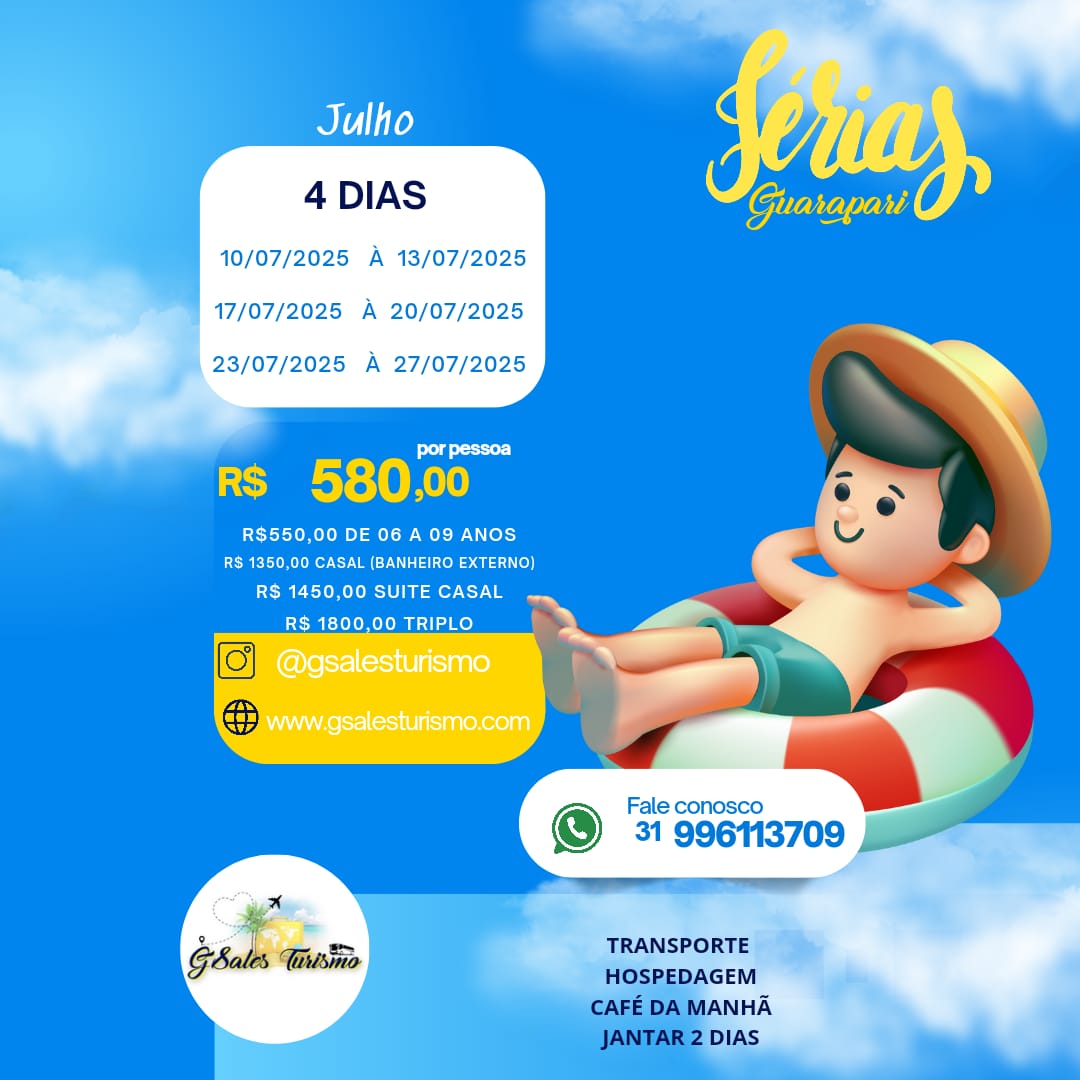 Férias
Guarapari
Julho
4 DIAS
10/07/2025 À 13/07/2025
17/07/2025 À 20/07/2025
23/07/2025 À 27/07/2025
por pessoa
R$ 580,00
R$550,00 DE 06 A 09 ANOS
R$ 1350,00 CASAL (BANHEIRO EXTERNO)
R$ 1450,00 SUITE CASAL
R$ 1800,00 TRIPLO
@gsalesturismo
www.gsalesturismo.com
Fale conosco
31 996113709
GSales Turismo
TRANSPORTE
HOSPEDAGEM
CAFÉ DA MANHÃ
JANTAR 2 DIAS